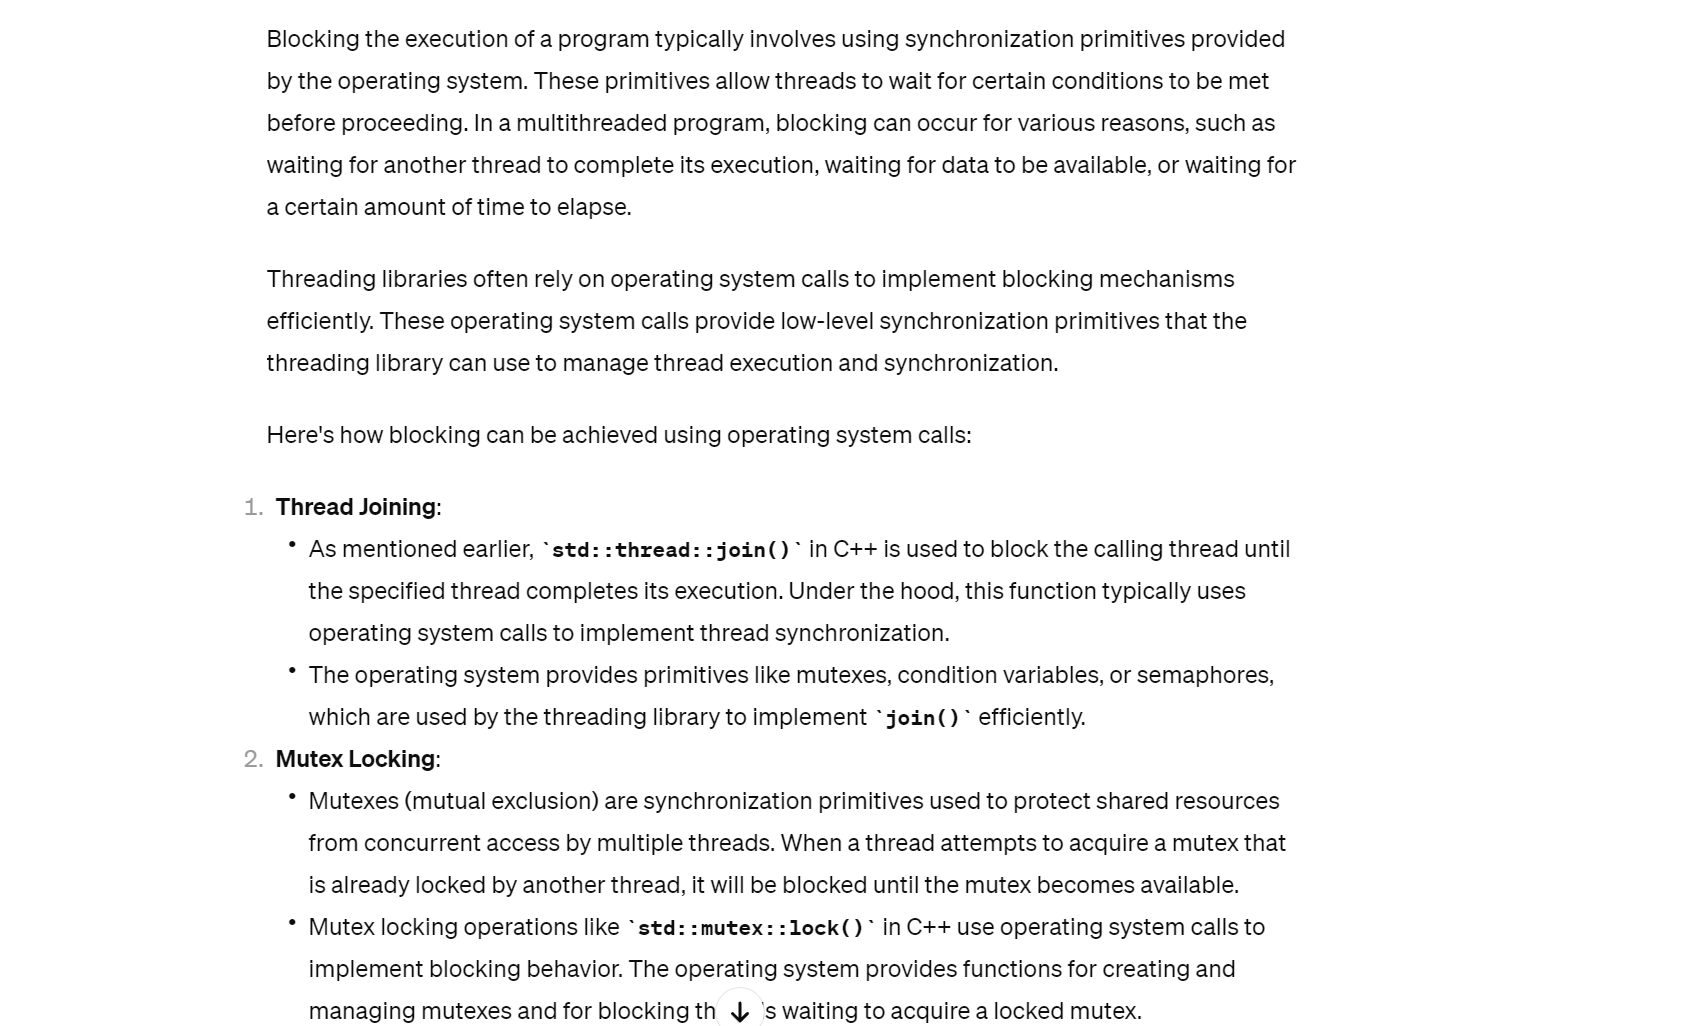 Blocking the execution of a program typically involves using synchronization primitives provided
by the operating system. These primitives allow threads to wait for certain conditions to be met
before proceeding. In a multithreaded program, blocking can occur for various reasons, such as
waiting for another thread to complete its execution, waiting for data to be available, or waiting for
a certain amount of time to elapse.
Threading libraries often rely on operating system calls to implement blocking mechanisms
efficiently. These operating system calls provide low-level synchronization primitives that the
threading library can use to manage thread execution and synchronization.
Here's how blocking can be achieved using operating system calls:
1. Thread Joining:
• As mentioned earlier, `std::thread::join()` in C++ is used to block the calling thread until
the specified thread completes its execution. Under the hood, this function typically uses
operating system calls to implement thread synchronization.
• The operating system provides primitives like mutexes, condition variables, or semaphores,
which are used by the threading library to implement `join()` efficiently.
2. Mutex Locking:
• Mutexes (mutual exclusion) are synchronization primitives used to protect shared resources
from concurrent access by multiple threads. When a thread attempts to acquire a mutex that
is already locked by another thread, it will be blocked until the mutex becomes available.
• Mutex locking operations like `std::mutex::lock()` in C++ use operating system calls to
implement blocking behavior. The operating system provides functions for creating and
managing mutexes and for blocking waiting to acquire a locked mutex.